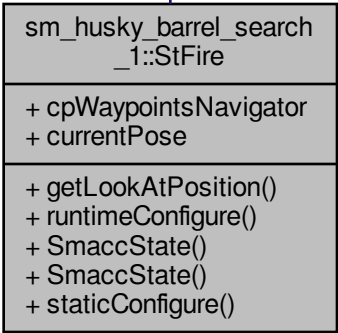 sm_husky_barrel_search
_1::StFire
+ cpWaypointsNavigator
+ currentPose
+ getLookAtPosition()
+ runtimeConfigure()
+ SmaccState()
+ SmaccState()
+ staticConfigure()